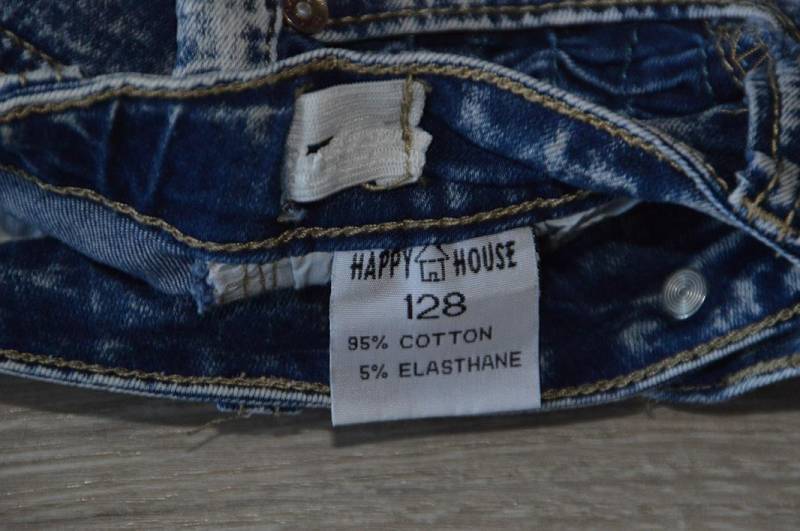 HAPPY HOUSE
128
95% COTTON
5% ELASTHANE